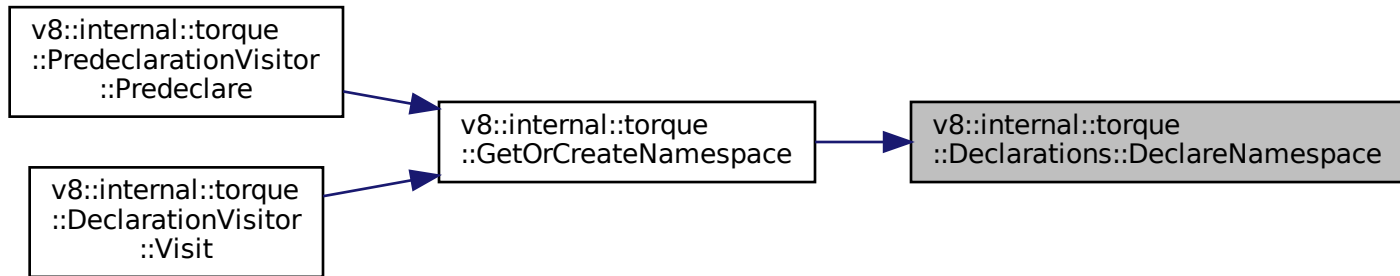 v8::internal::torque
::PredeclarationVisitor
::Predeclare
v8::internal::torque
::DeclarationVisitor
::Visit
v8::internal::torque
::GetOrCreateNamespace
v8::internal::torque
::Declarations::DeclareNamespace